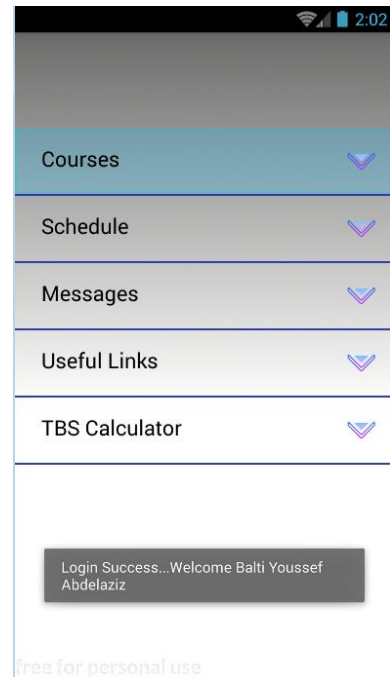 2:02
Courses
Schedule
Messages
Useful Links
TBS Calculator
Login Success...Welcome Balti Youssef
Abdelaziz
free for personal use